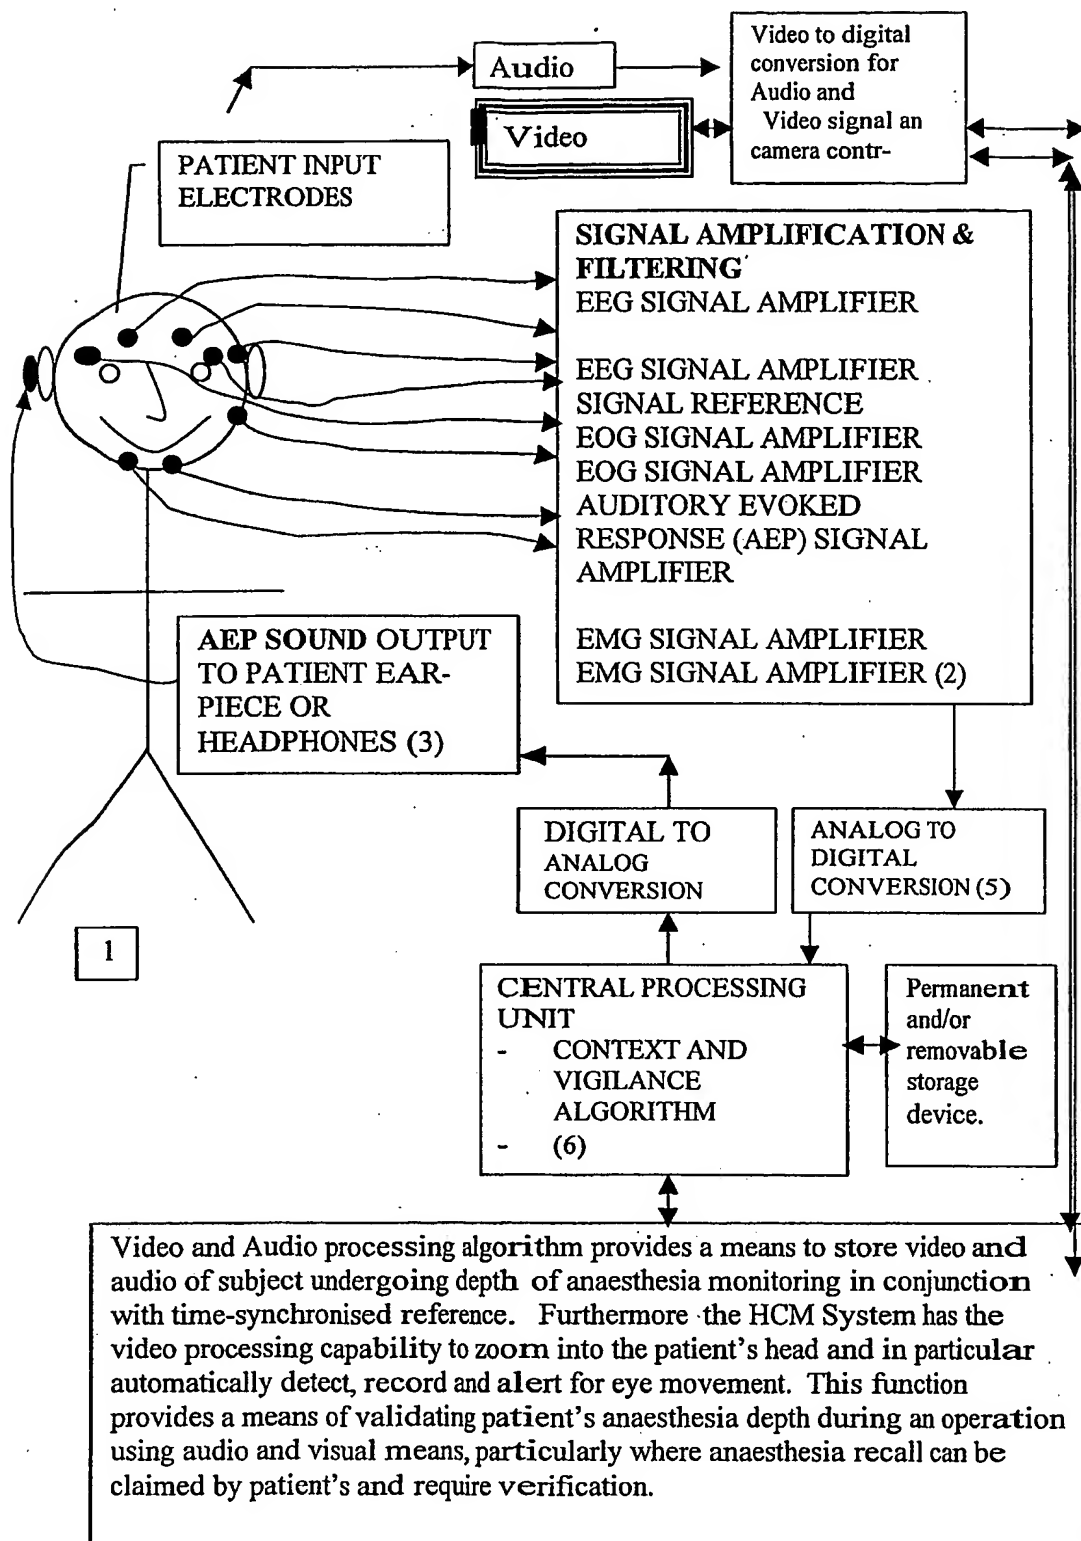 Audio
Video
Video to digital
conversion for
Audio and
Video signal an
camera contr-
PATIENT INPUT
ELECTRODES
SIGNAL AMPLIFICATION &
FILTERING
EEG SIGNAL AMPLIFIER
EEG SIGNAL AMPLIFIER
SIGNAL REFERENCE
EOG SIGNAL AMPLIFIER
EOG SIGNAL AMPLIFIER
AUDITORY EVOKED
RESPONSE (AEP) SIGNAL
AMPLIFIER
EMG SIGNAL AMPLIFIER
EMG SIGNAL AMPLIFIER (2)
AEP SOUND OUTPUT
TO PATIENT EAR-
PIECE OR
HEADPHONES (3)
DIGITAL TO
ANALOG
CONVERSION
ANALOG TO
DIGITAL
CONVERSION (5)
1
CENTRAL PROCESSING
UNIT
- CONTEXT AND
VIGILANCE
ALGORITHM
- (6)
Permanent
and/or
removable
storage
device.
Video and Audio processing algorithm provides a means to store video and
audio of subject undergoing depth of anaesthesia monitoring in conjunction
with time-synchronised reference. Furthermore the HCM System has the
video processing capability to zoom into the patient's head and in particular
automatically detect, record and alert for eye movement. This function
provides a means of validating patient's anaesthesia depth during an operation
using audio and visual means, particularly where anaesthesia recall can be
claimed by patient's and require verification.